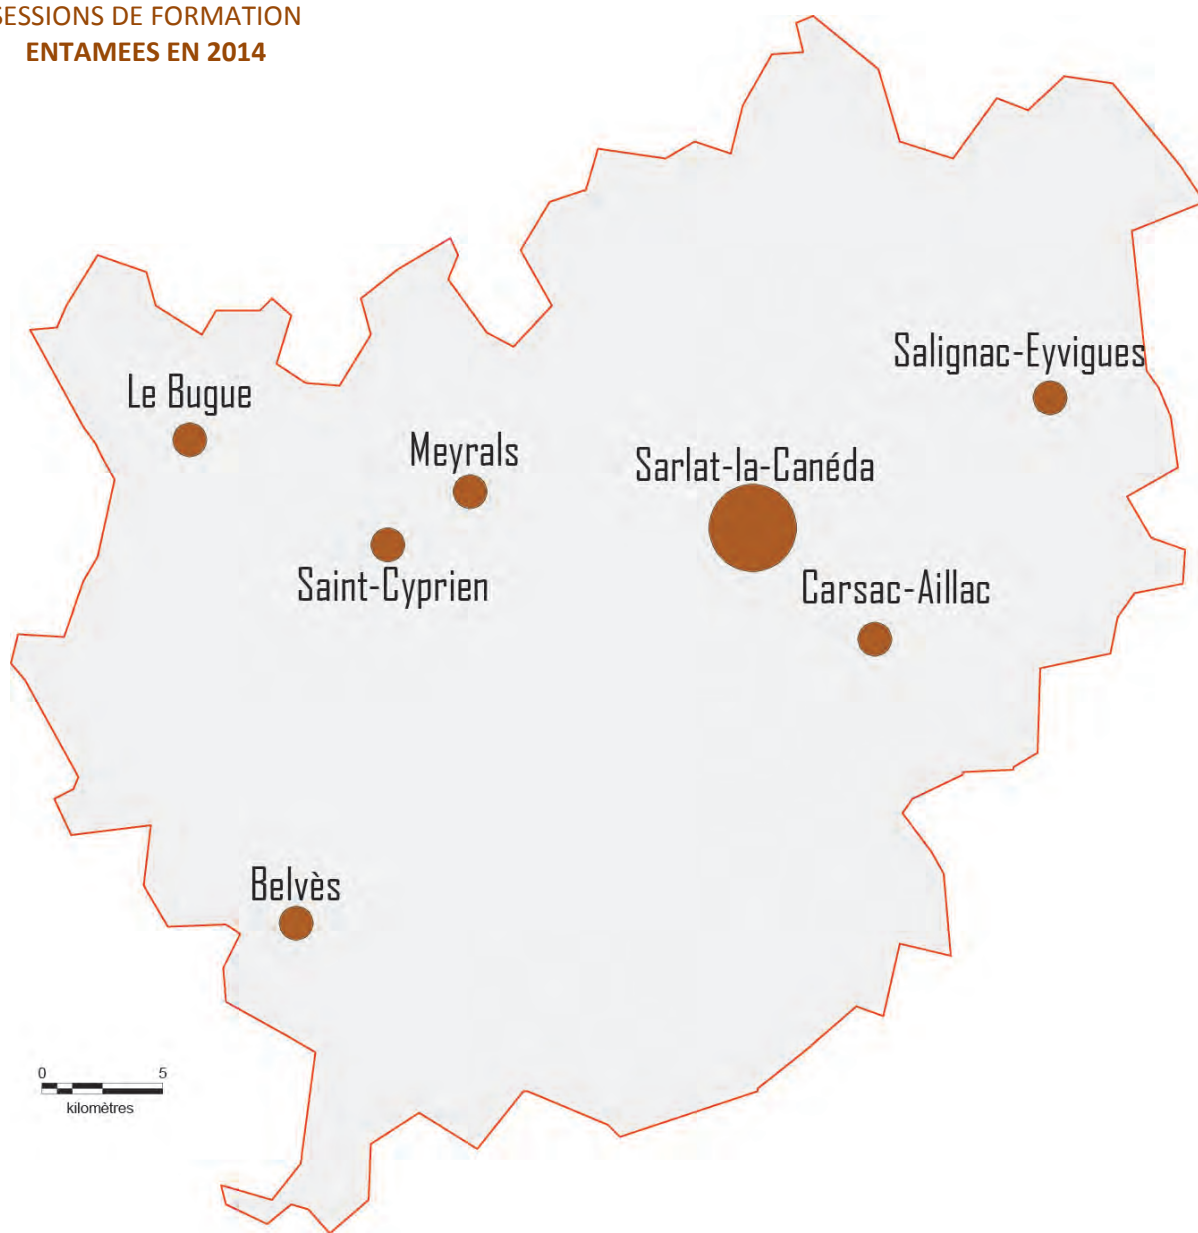 SESSIONS DE FORMATION
ENTAMEES EN 2014
Salignac-Eyvigues
Le Bugue
Meyrals
Sarlat-la-Canéda
Saint-Cyprien
Carsac-Aillac
Belvès
0 5
kilomètres